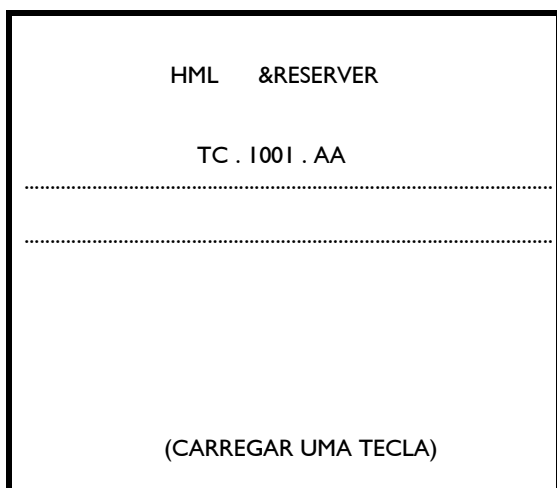 HML &RESERVER
TC . 1001 . AA
(CARREGAR UMA TECLA)